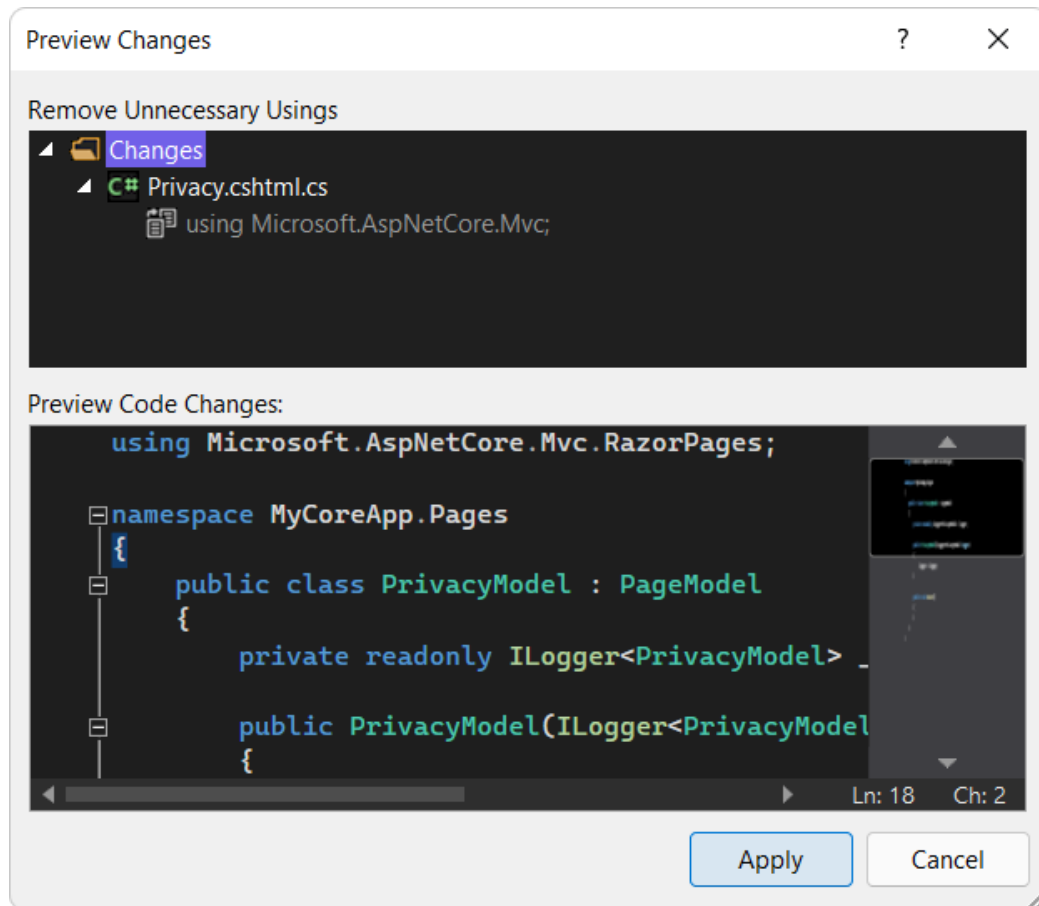 Preview Changes ?
Remove Unnecessary Usings
Changes
C# Privacy.cshtml.cs
using Microsoft.AspNetCore.Mvc;
Preview Code Changes:
using Microsoft.AspNetCore.Mvc.RazorPages;
namespace MyCoreApp.Pages
{
public class PrivacyModel : PageModel
{
private readonly ILogger<PrivacyModel> _
public PrivacyModel(ILogger<PrivacyModel
{
Ln: 18 Ch: 2
Apply Cancel